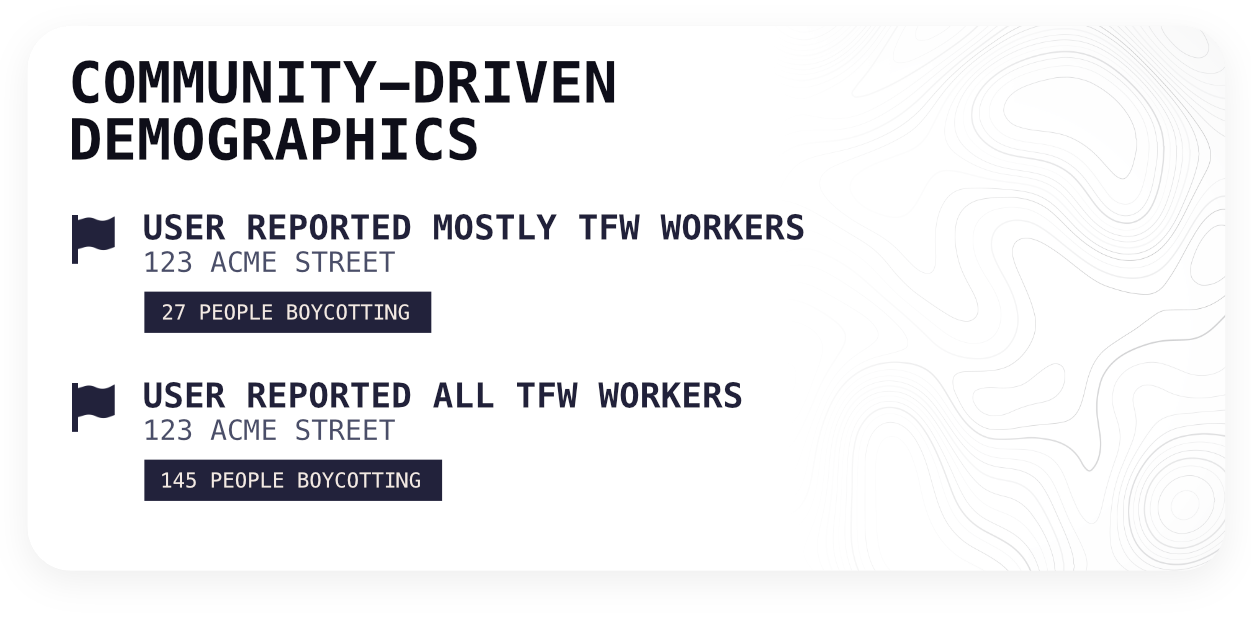 COMMUNITY–DRIVEN
DEMOGRAPHICS
USER REPORTED MOSTLY TFW WORKERS
123 ACME STREET
27 PEOPLE BOYCOTTING
USER REPORTED ALL TFW WORKERS
123 ACME STREET
145 PEOPLE BOYCOTTING